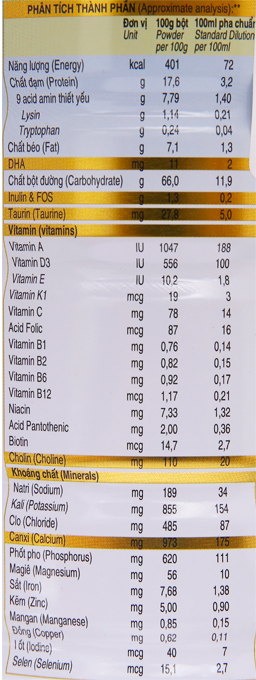 PHÂN TÍCH THÀNH PHẦN (Approximate analysis):**
Đơn vị 100g bột 100ml pha chuẩn
Unit Powder Standard Dilution
per 100g per 100ml
Năng lượng (Energy) kcal 401 72
Chất đạm (Protein) g 17,6 3,2
9 acid amin thiết yếu g 7,79 1,40
Lysin g 1,14 0,21
Tryptophan g 0,24 0,04
Chất béo (Fat) g 7,1 1,3
DHA mg 11 2
Chất bột đường (Carbohydrate) g 66,0 11,9
Inulin & FOS g 1,3 0,2
Taurin (Taurine) mg 27,8 5,0
Vitamin (vitamins)
Vitamin A IU 1047 188
Vitamin D3 IU 556 100
Vitamin E IU 10,2 1,8
Vitamin K1 mcg 19 3
Vitamin C mg 78 14
Acid Folic mcg 87 16
Vitamin B1 mg 0,76 0,14
Vitamin B2 mg 0,82 0,15
Vitamin B6 mg 0,92 0,17
Vitamin B12 mcg 1,17 0,21
Niacin mg 7,33 1,32
Acid Pantothenic mg 2,00 0,36
Biotin mcg 14,7 2,7
Cholin (Choline) mg 110 20
Khoáng chất (Minerals)
Natri (Sodium) mg 189 34
Kali (Potassium) mg 855 154
Clo (Chloride) mg 485 87
Canxi (Calcium) mg 973 175
Phốt pho (Phosphorus) mg 620 111
Magiê (Magnesium) mg 56 10
Sắt (Iron) mg 7,68 1,38
Kẽm (Zinc) mg 5,00 0,90
Mangan (Manganese) mg 0,85 0,15
Đồng (Copper) mg 0,62 0,11
I ốt (Iodine) mcg 40 7
Selen (Selenium) mcg 15,1 2,7